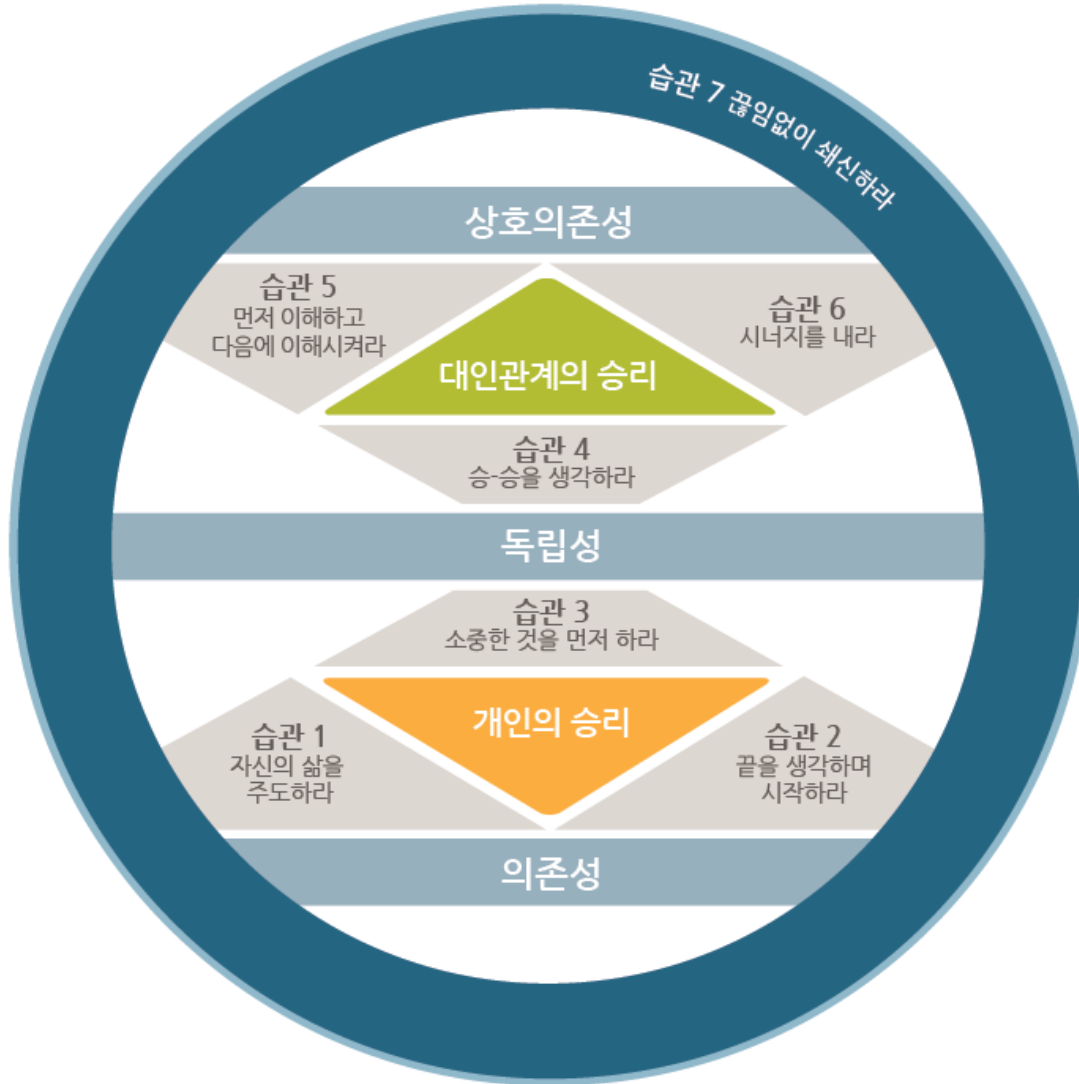 습관 7 끊임없이 쇄신하라
상호의존성
습관 5
먼저 이해하고
다음에 이해시켜라
습관 6
시너지를 내라
대인관계의 승리
습관 4
승-승을 생각하라
독립성
습관 3
소중한 것을 먼저 하라
개인의 승리
습관 1
자신의 삶을
주도하라
습관 2
끝을 생각하며
시작하라
의존성